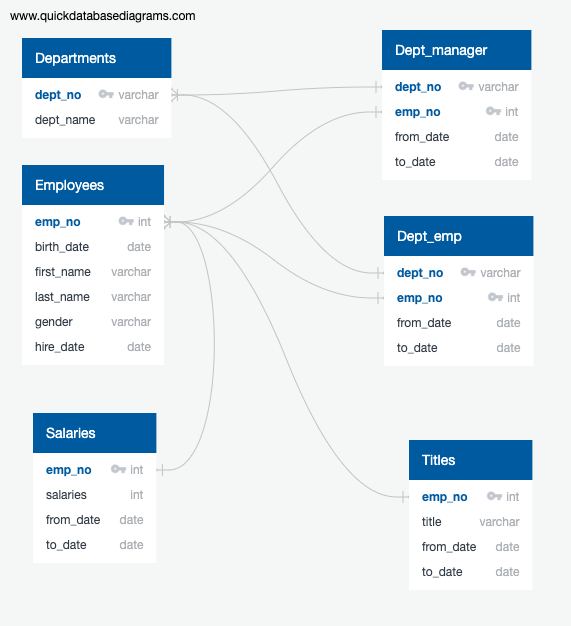 www.quickdatabasediagrams.com
Departments
dept_no varchar
dept_name varchar
Employees
emp_no int
birth_date date
first_name varchar
last_name varchar
gender varchar
hire_date date
Salaries
emp_no int
salaries int
from_date date
to_date date
Dept_manager
dept_no varchar
emp_no int
from_date date
to_date date
Dept_emp
dept_no varchar
emp_no int
from_date date
to_date date
Titles
emp_no int
title varchar
from_date date
to_date date